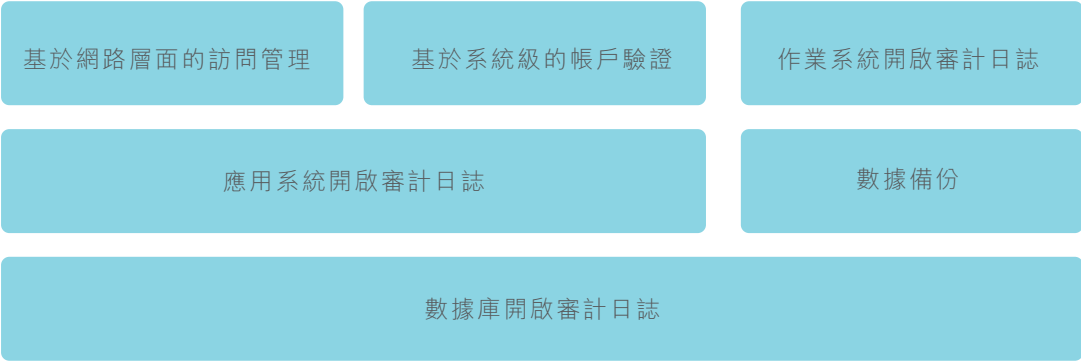 基於網路層面的訪問管理
基於系統級的帳戶驗證
作業系統開啟審計日誌
應用系統開啟審計日誌
數據備份
數據庫開啟審計日誌